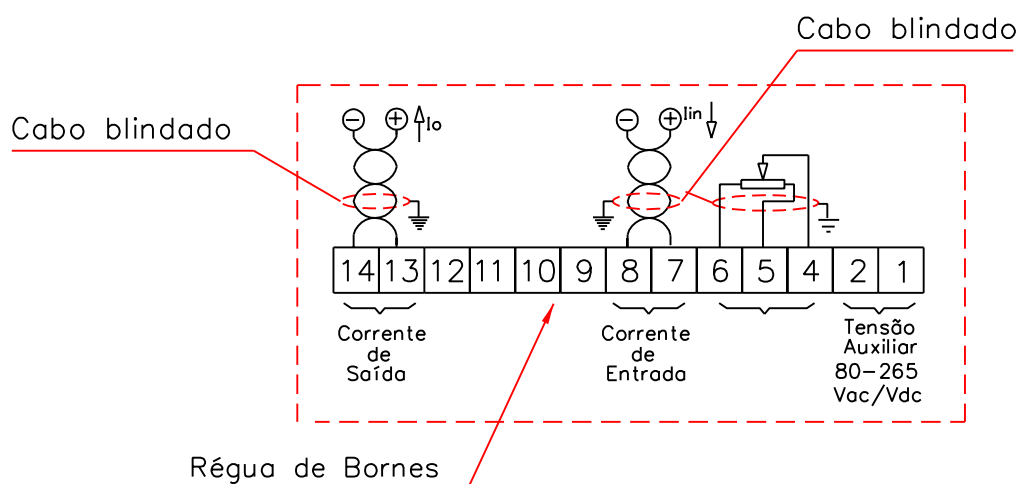 Cabo blindado
Cabo blindado
− + Io
− + Iin
14 13 12 11 10 9 8 7 6 5 4 2 1
Corrente
de
Saída
Corrente
de
Entrada
Tensão
Auxiliar
80-265
Vac/Vdc
Régua de Bornes